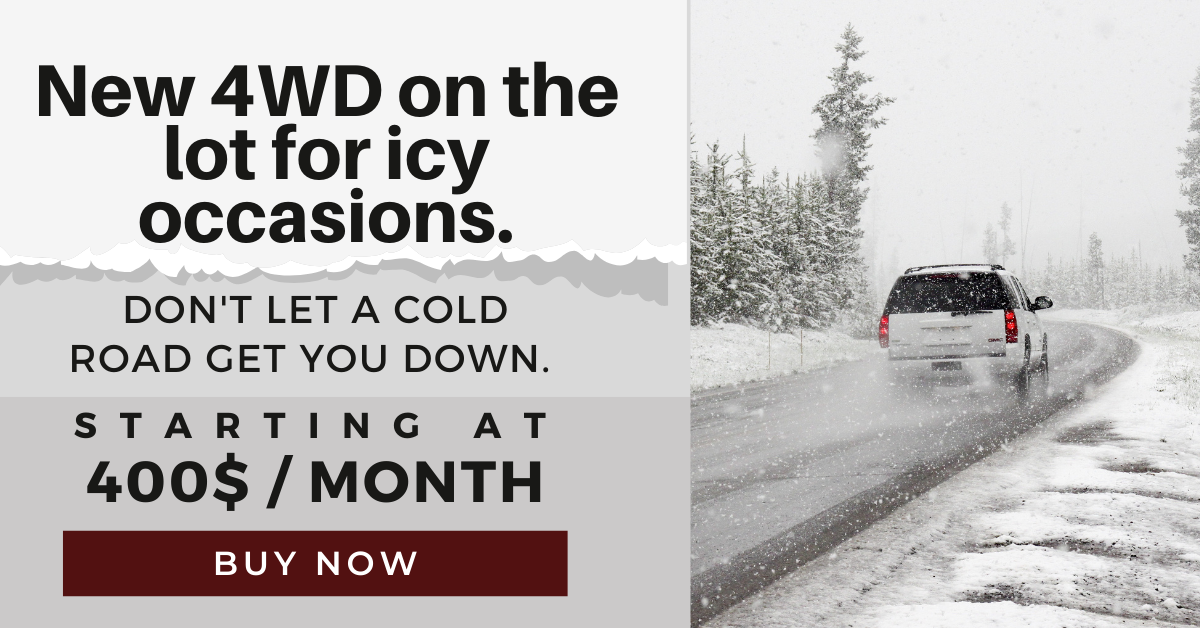 New 4WD on the
lot for icy
occasions.
DON'T LET A COLD
ROAD GET YOU DOWN.
STARTING AT
400$ / MONTH
BUY NOW
GMC